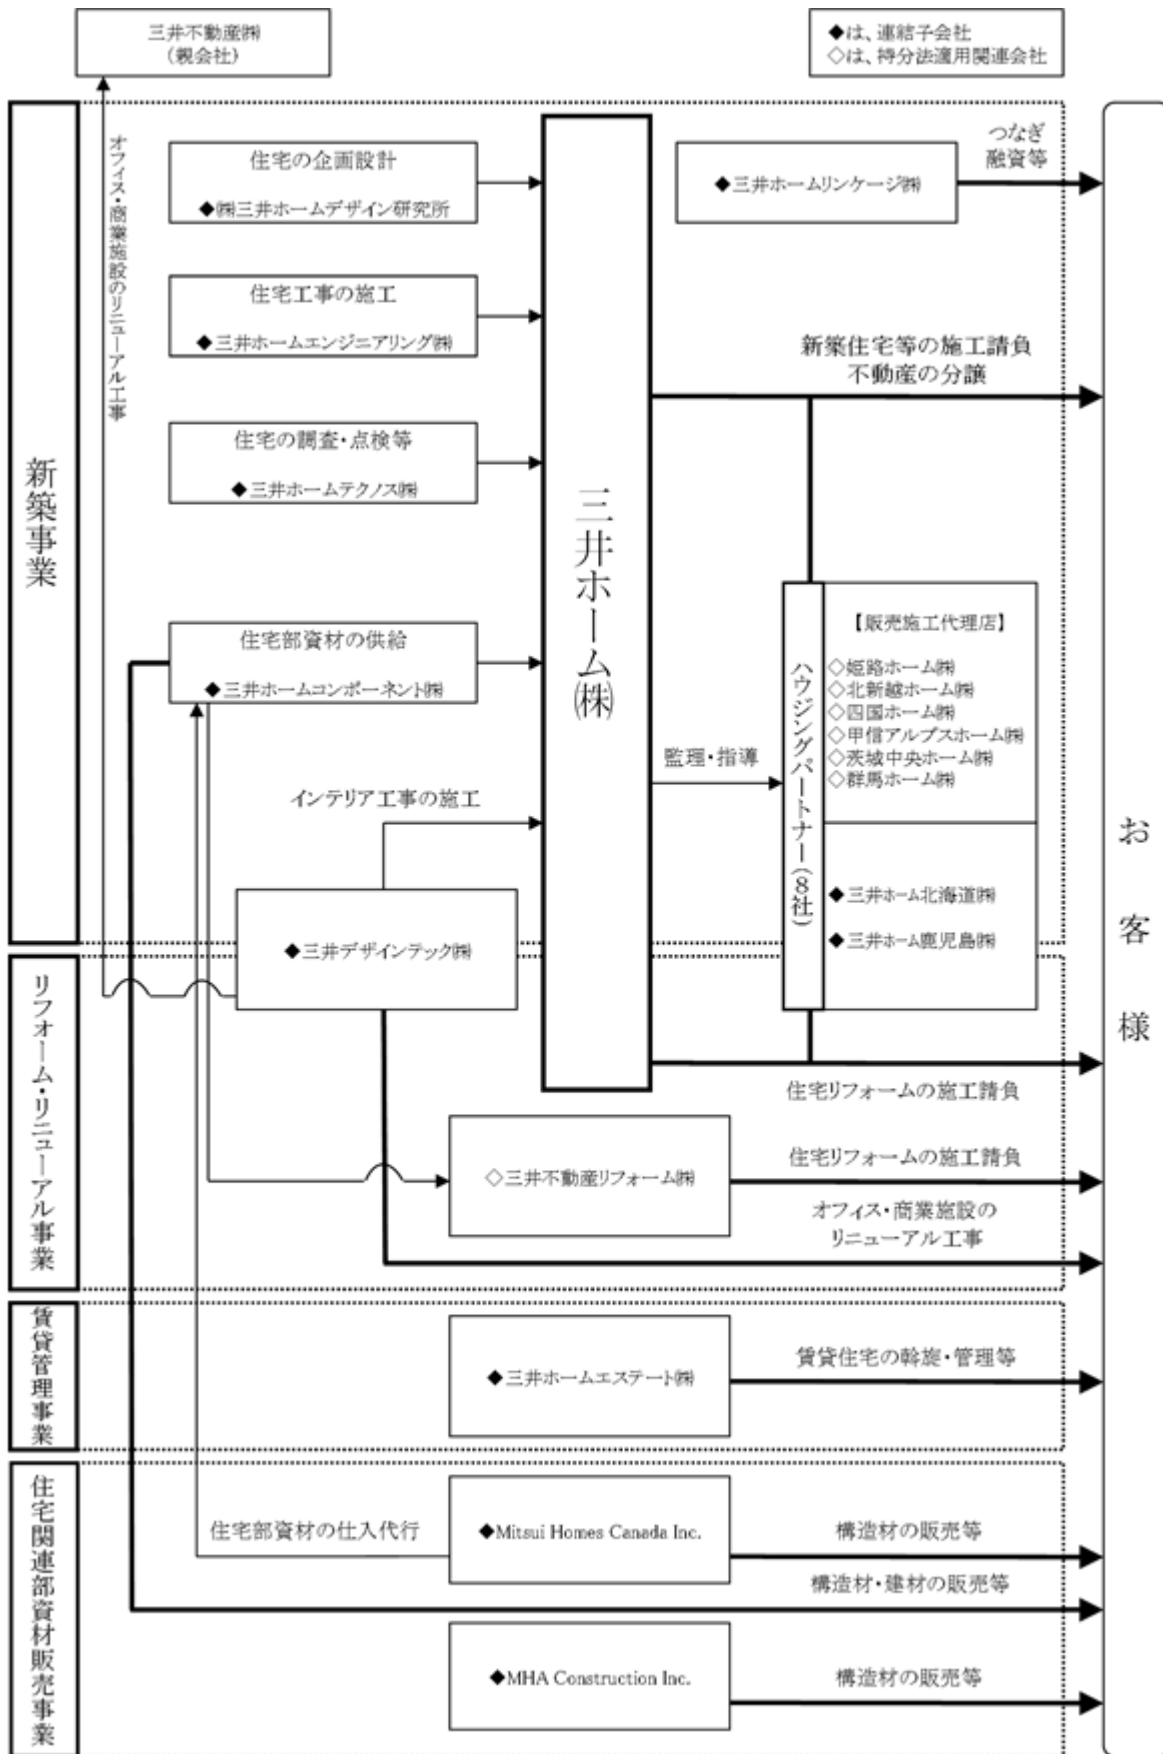 三井不動産㈱
(親会社)
◆は、連結子会社
◇は、持分法適用関連会社
新築事業
オフィス・商業施設のリニューアル工事
住宅の企画設計
◆㈱三井ホームデザイン研究所
住宅工事の施工
◆三井ホームエンジニアリング㈱
住宅の調査・点検等
◆三井ホームテクノス㈱
住宅部資材の供給
◆三井ホームコンポーネント㈱
インテリア工事の施工
◆三井デザインテック㈱
三井ホーム㈱
◆三井ホームリンケージ㈱
つなぎ
融資等
新築住宅等の施工請負
不動産の分譲
監理・指導
ハウジングパートナー(8社)
【販売施工代理店】
◇姫路ホーム㈱
◇北新越ホーム㈱
◇四国ホーム㈱
◇甲信アルプスホーム㈱
◇茨城中央ホーム㈱
◇群馬ホーム㈱
◆三井ホーム北海道㈱
◆三井ホーム鹿児島㈱
お客様
リフォーム・リニューアル事業
住宅リフォームの施工請負
◇三井不動産リフォーム㈱
住宅リフォームの施工請負
オフィス・商業施設の
リニューアル工事
賃貸管理事業
◆三井ホームエステート㈱
賃貸住宅の斡旋・管理等
住宅関連部資材販売事業
住宅部資材の仕入代行
◆Mitsui Homes Canada Inc.
構造材の販売等
構造材・建材の販売等
◆MHA Construction Inc.
構造材の販売等